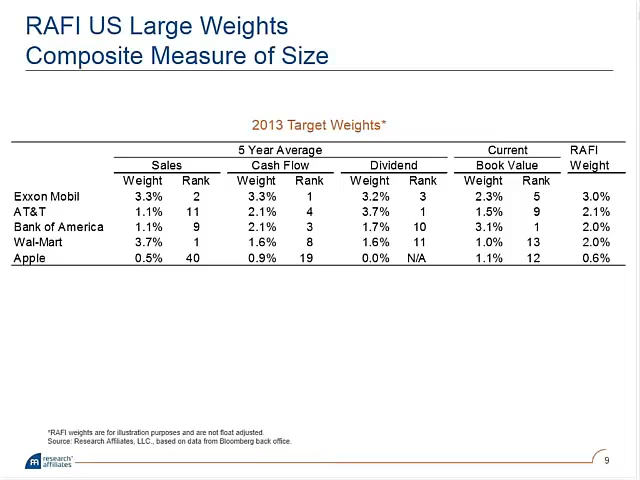 RAFI US Large Weights
Composite Measure of Size
2013 Target Weights*
5 Year Average Current RAFI
Sales Cash Flow Dividend Book Value Weight
Weight Rank Weight Rank Weight Rank Weight Rank
Exxon Mobil 3.3% 2 3.3% 1 3.2% 3 2.3% 5 3.0%
AT&T 1.1% 11 2.1% 4 3.7% 1 1.5% 9 2.1%
Bank of America 1.1% 9 2.1% 3 1.7% 10 3.1% 1 2.0%
Wal-Mart 3.7% 1 1.6% 8 1.6% 11 1.0% 13 2.0%
Apple 0.5% 40 0.9% 19 0.0% N/A 1.1% 12 0.6%
*RAFI weights are for illustration purposes and are not float adjusted.
Source: Research Affiliates, LLC., based on data from Bloomberg back office.
research
affiliates
9